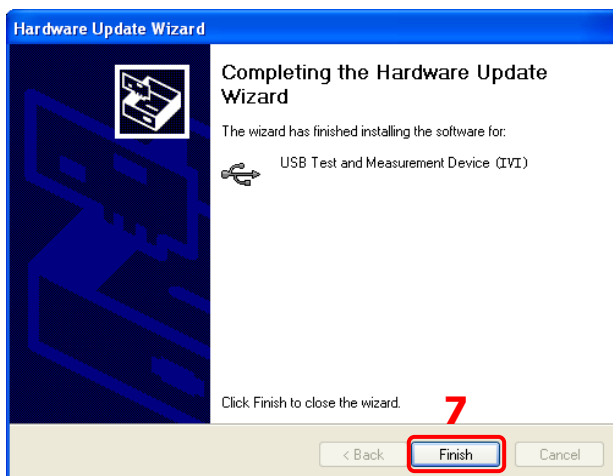 Hardware Update Wizard
Completing the Hardware Update
Wizard
The wizard has finished installing the software for:
USB Test and Measurement Device (IVI)
Click Finish to close the wizard.
7
< Back
Finish
Cancel